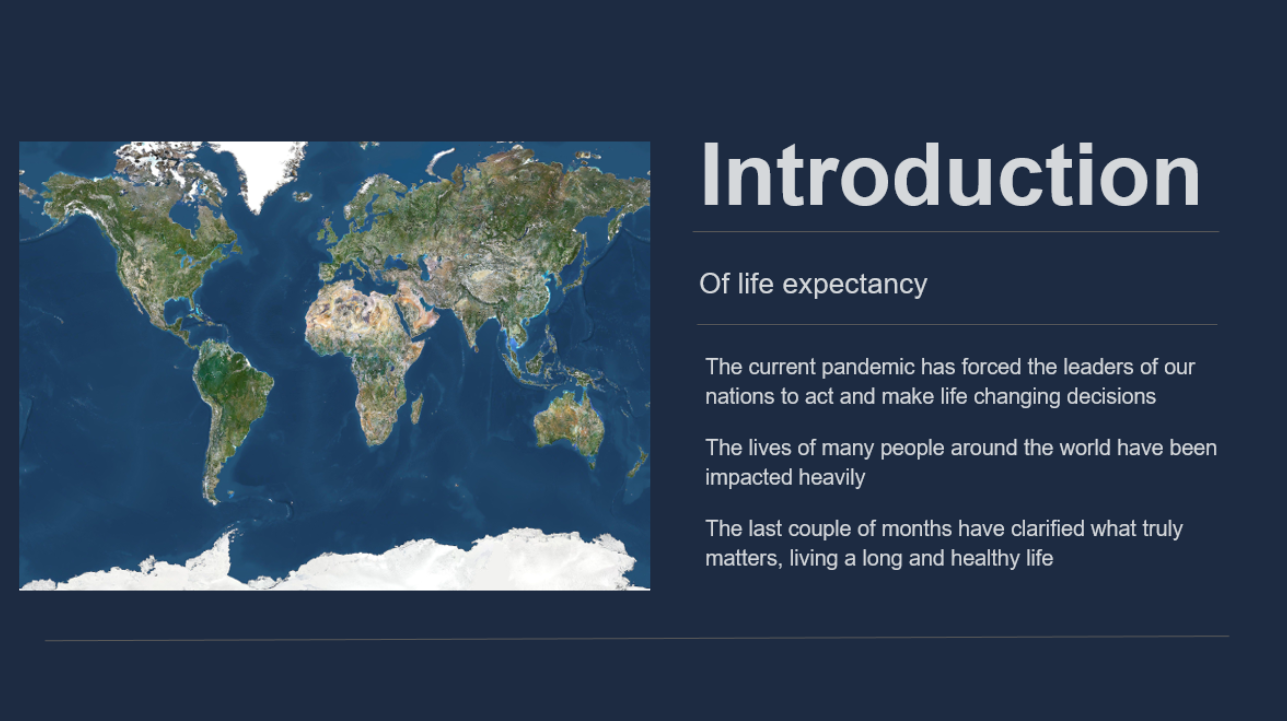 Introduction
Of life expectancy
The current pandemic has forced the leaders of our
nations to act and make life changing decisions
The lives of many people around the world have been
impacted heavily
The last couple of months have clarified what truly
matters, living a long and healthy life